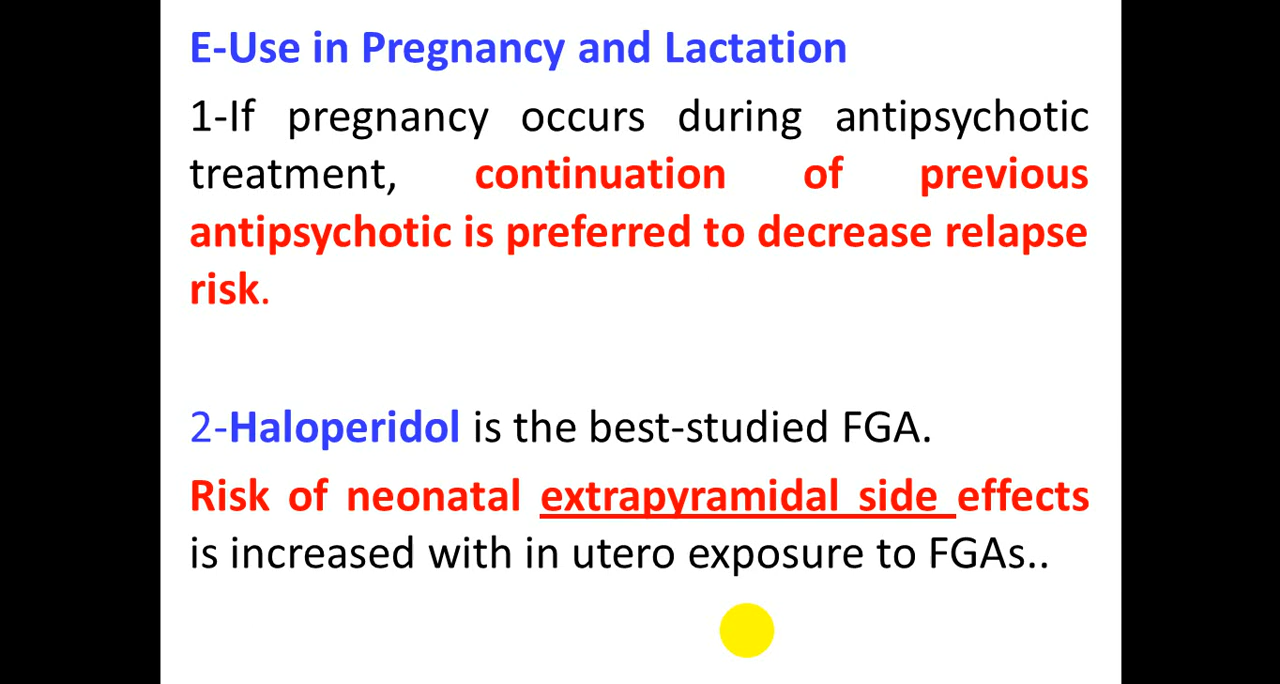 E-Use in Pregnancy and Lactation
1-If pregnancy occurs during antipsychotic
treatment, continuation of previous
antipsychotic is preferred to decrease relapse
risk.
2-Haloperidol is the best-studied FGA.
Risk of neonatal extrapyramidal side effects
is increased with in utero exposure to FGAs..